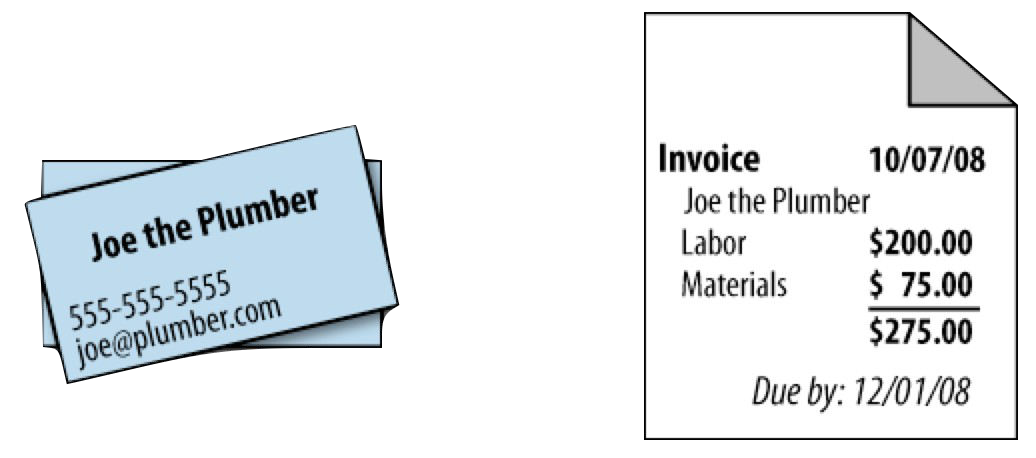 Joe the Plumber
555-555-5555
joe@plumber.com
Invoice 10/07/08
Joe the Plumber
Labor $200.00
Materials $ 75.00
$275.00
Due by: 12/01/08